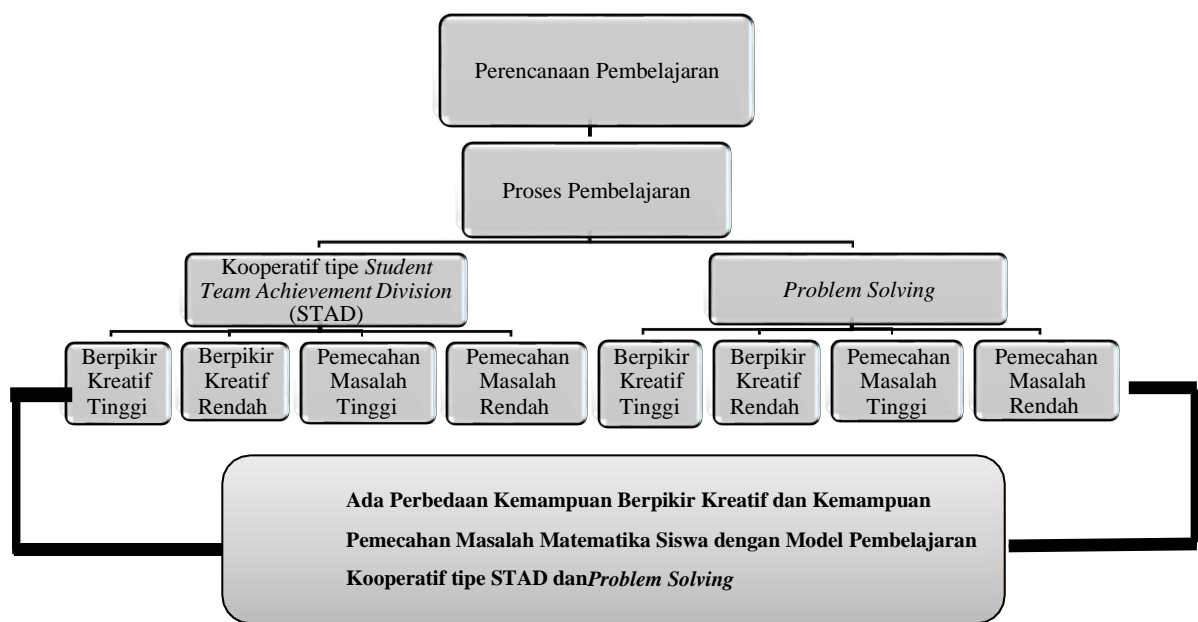 Perencanaan Pembelajaran
Proses Pembelajaran
Kooperatif tipe Student
Team Achievement Division
(STAD)
Problem Solving
Berpikir
Kreatif
Tinggi
Berpikir
Kreatif
Rendah
Pemecahan
Masalah
Tinggi
Pemecahan
Masalah
Rendah
Berpikir
Kreatif
Tinggi
Berpikir
Kreatif
Rendah
Pemecahan
Masalah
Tinggi
Pemecahan
Masalah
Rendah
Ada Perbedaan Kemampuan Berpikir Kreatif dan Kemampuan
Pemecahan Masalah Matematika Siswa dengan Model Pembelajaran
Kooperatif tipe STAD danProblem Solving